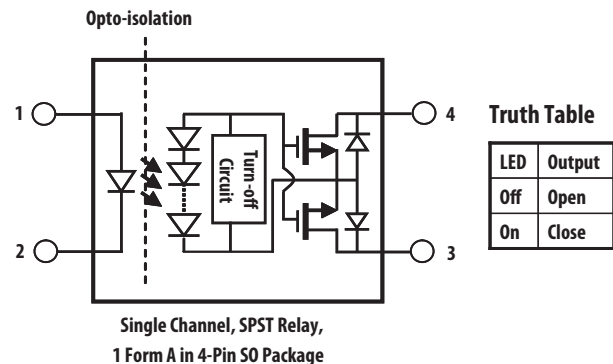 Opto-isolation
1
2
Turn-off
Circuit
4
3
Truth Table
LED Output
Off Open
On Close
Single Channel, SPST Relay,
1 Form A in 4-Pin SO Package